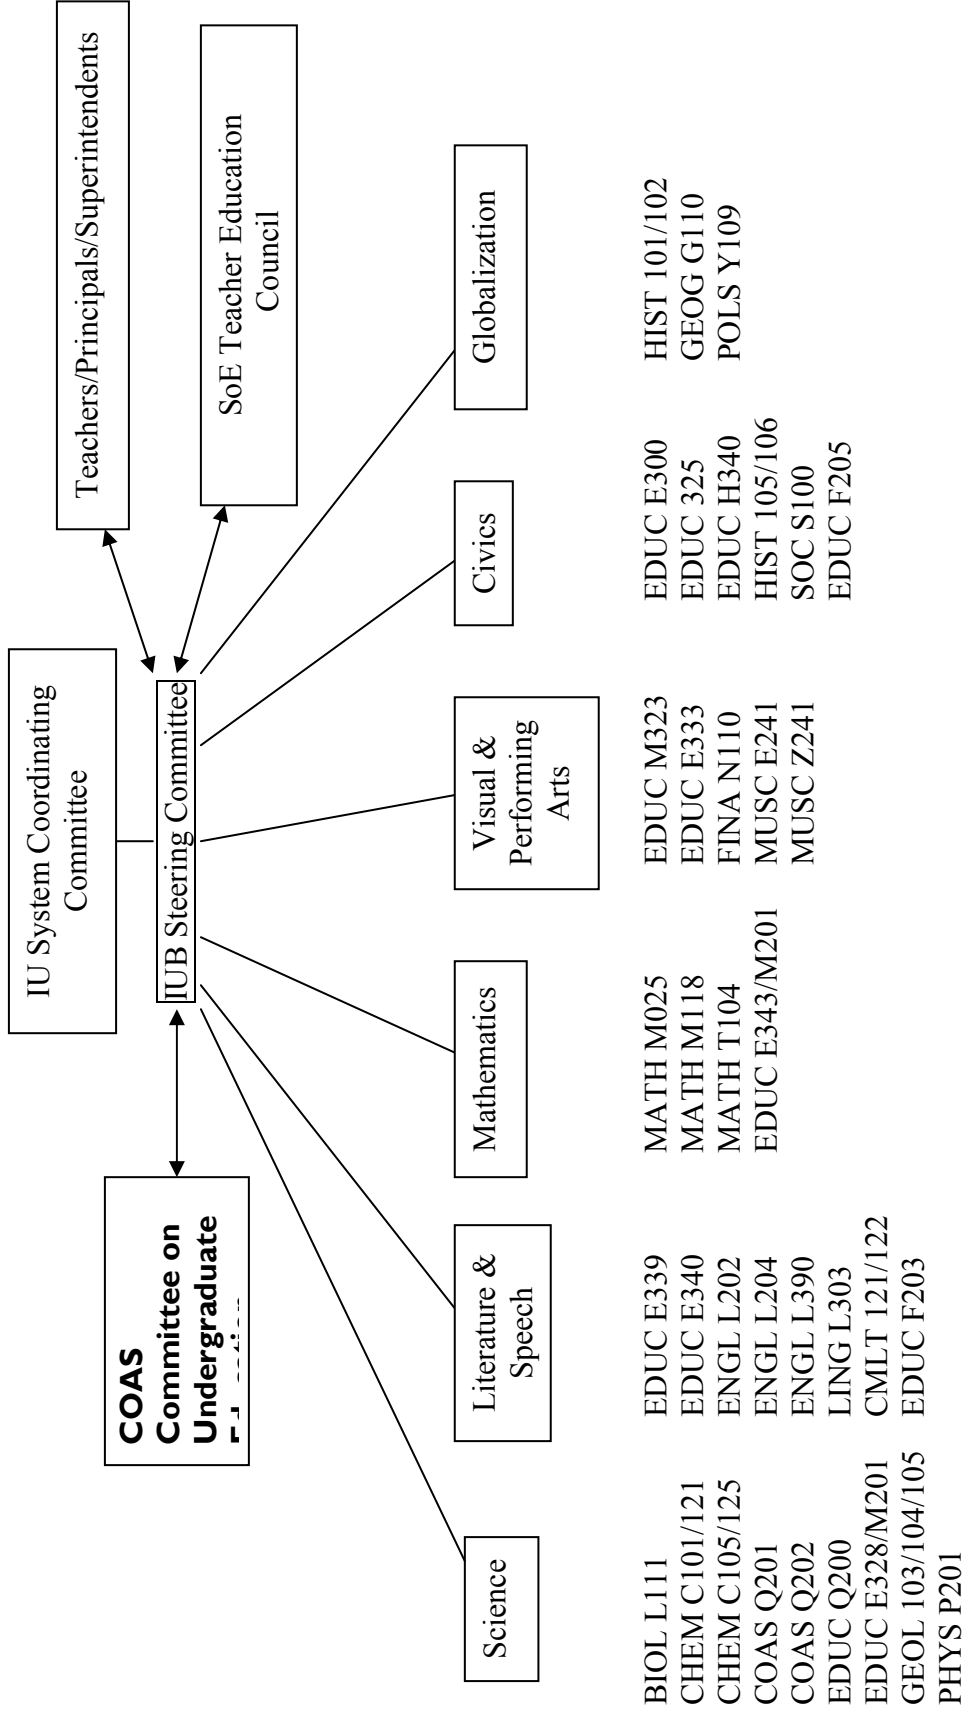 IU System Coordinating
Committee
Teachers/Principals/Superintendents
COAS
Committee on
Undergraduate
IUB Steering Committee
SoE Teacher Education
Council
Science
Literature &
Speech
Mathematics
Visual &
Performing
Arts
Civics
Globalization
BIOL L111
CHEM C101/121
CHEM C105/125
COAS Q201
COAS Q202
EDUC Q200
EDUC E328/M201
GEOL 103/104/105
PHYS P201
EDUC E339
EDUC E340
ENGL L202
ENGL L204
ENGL L390
LING L303
CMLT 121/122
EDUC F203
MATH M025
MATH M118
MATH T104
EDUC E343/M201
EDUC M323
EDUC E333
FINA N110
MUSC E241
MUSC Z241
EDUC E300
EDUC 325
EDUC H340
HIST 105/106
SOC S100
EDUC F205
HIST 101/102
GEOG G110
POLS Y109